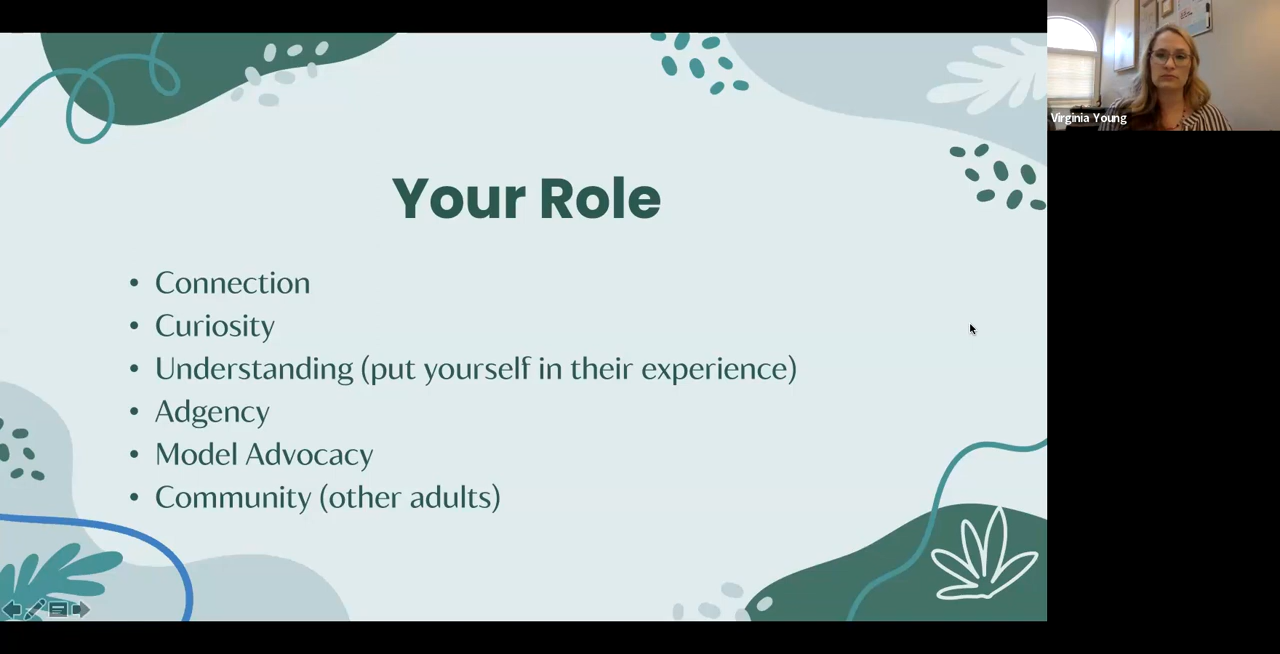 Virginia Young
Your Role
• Connection
• Curiosity
• Understanding (put yourself in their experience)
• Adgency
• Model Advocacy
• Community (other adults)